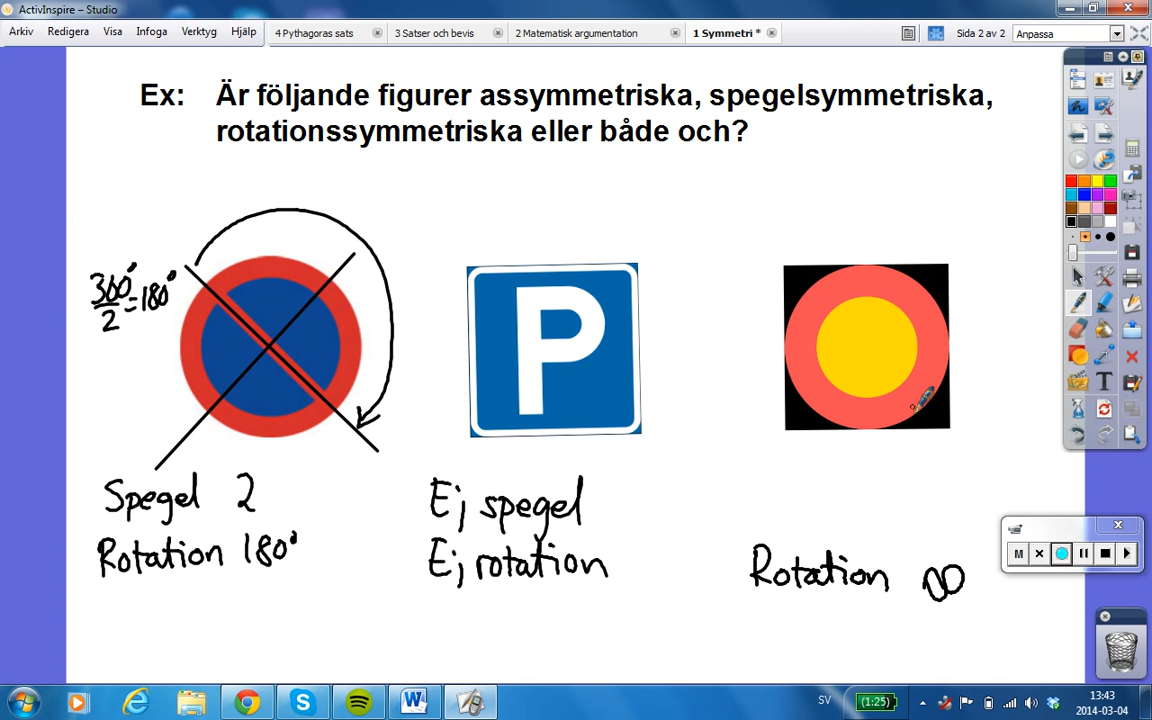 ActivInspire – Studio
Arkiv Redigera Visa Infoga Verktyg Hjälp
4 Pythagoras sats
3 Satser och bevis
2 Matematisk argumentation
1 Symmetri *
Sida 2 av 2
Anpassa
Ex: Är följande figurer assymmetriska, spegelsymmetriska,
rotationssymmetriska eller både och?
360°/2 = 180°
P
Spegel 2
Rotation 180°
Ej spegel
Ej rotation
Rotation ∞
M
T
W
SV
(1:25)
13:43
2014-03-04